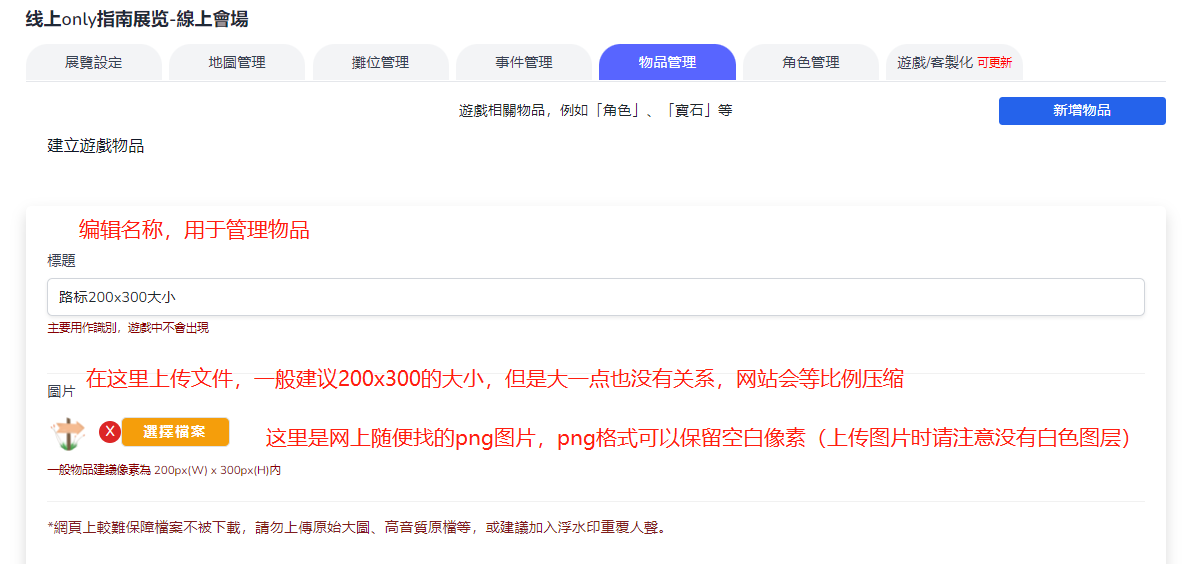 线上only指南展览-線上會場
展覽設定 地圖管理 攤位管理 事件管理 物品管理 角色管理 遊戲/客製化 可更新
遊戲相關物品，例如「角色」、「寶石」等 新增物品
建立遊戲物品
编辑名称，用于管理物品
標題
路标200x300大小
主要用作識別，遊戲中不會出現
在这里上传文件，一般建议200x300的大小，但是大一点也没有关系，网站会等比例压缩
圖片
X 選擇檔案 这里是网上随便找的png图片，png格式可以保留空白像素（上传图片时请注意没有白色图层）
一般物品建議像素為 200px(W) x 300px(H)內
*網頁上較難保障檔案不被下載，請勿上傳原始大圖、高音質原檔等，或建議加入浮水印重覆人聲。